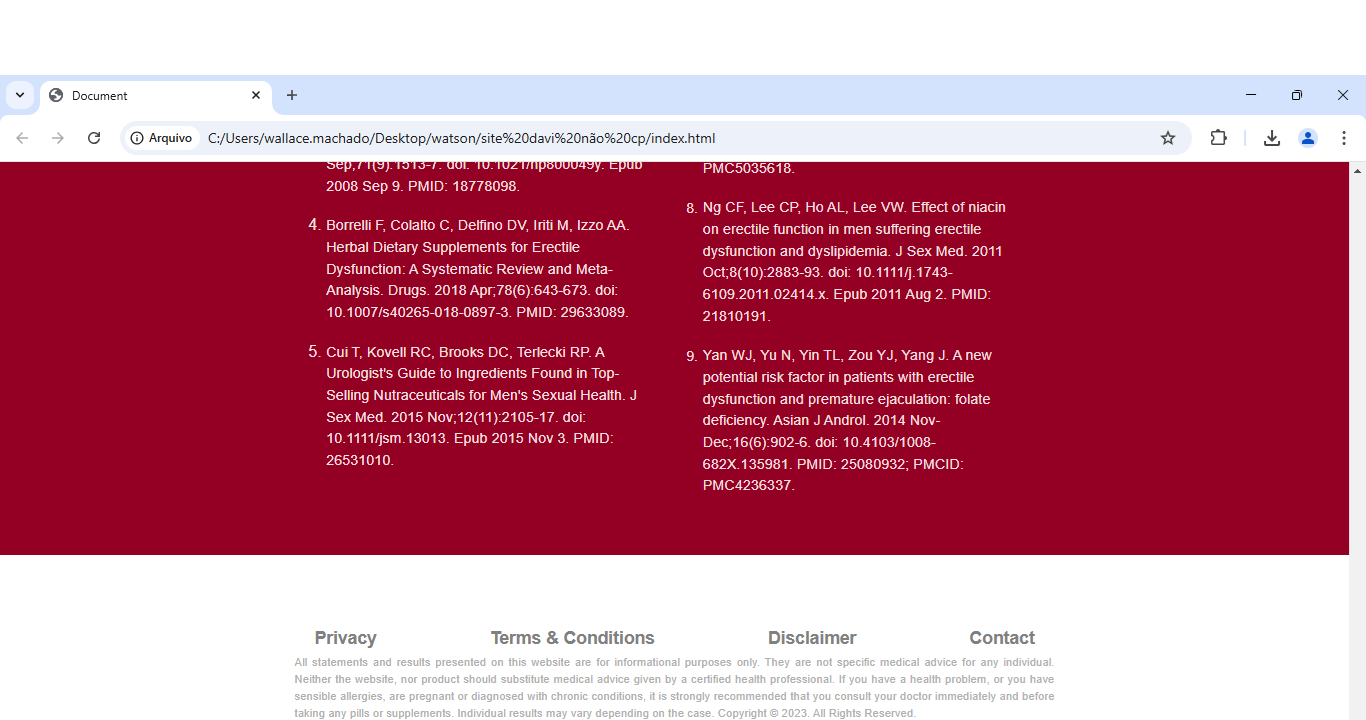 Document
Arquivo
C:/Users/wallace.machado/Desktop/watson/site%20davi%20não%20cp/index.html
Sep;71(9):1513-7. doi: 10.1021/np800049y. Epub
2008 Sep 9. PMID: 18778098.
4. Borrelli F, Colalto C, Delfino DV, Iriti M, Izzo AA.
Herbal Dietary Supplements for Erectile
Dysfunction: A Systematic Review and Meta-
Analysis. Drugs. 2018 Apr;78(6):643-673. doi:
10.1007/s40265-018-0897-3. PMID: 29633089.
5. Cui T, Kovell RC, Brooks DC, Terlecki RP. A
Urologist's Guide to Ingredients Found in Top-
Selling Nutraceuticals for Men's Sexual Health. J
Sex Med. 2015 Nov;12(11):2105-17. doi:
10.1111/jsm.13013. Epub 2015 Nov 3. PMID:
26531010.
PMC5035618.
8. Ng CF, Lee CP, Ho AL, Lee VW. Effect of niacin
on erectile function in men suffering erectile
dysfunction and dyslipidemia. J Sex Med. 2011
Oct;8(10):2883-93. doi: 10.1111/j.1743-
6109.2011.02414.x. Epub 2011 Aug 2. PMID:
21810191.
9. Yan WJ, Yu N, Yin TL, Zou YJ, Yang J. A new
potential risk factor in patients with erectile
dysfunction and premature ejaculation: folate
deficiency. Asian J Androl. 2014 Nov-
Dec;16(6):902-6. doi: 10.4103/1008-
682X.135981. PMID: 25080932; PMCID:
PMC4236337.
Privacy Terms & Conditions Disclaimer Contact
All statements and results presented on this website are for informational purposes only. They are not specific medical advice for any individual.
Neither the website, nor product should substitute medical advice given by a certified health professional. If you have a health problem, or you have
sensible allergies, are pregnant or diagnosed with chronic conditions, it is strongly recommended that you consult your doctor immediately and before
taking any pills or supplements. Individual results may vary depending on the case. Copyright © 2023. All Rights Reserved.